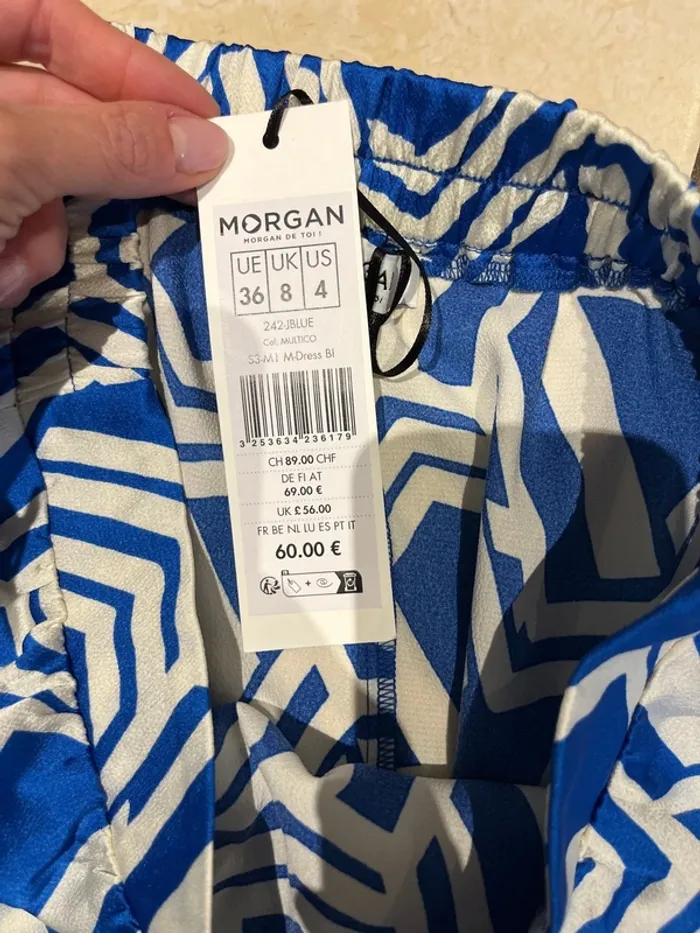 MORGAN
MORGAN DE TOI !
UE UK US
36 8 4
242-JBLUE
Col. MULTICO
S3-M1 M-Dress Bl
3 253634 236179
CH 89.00 CHF
DE FI AT
69.00 €
UK £56.00
FR BE NL LU ES PT IT
60.00 €